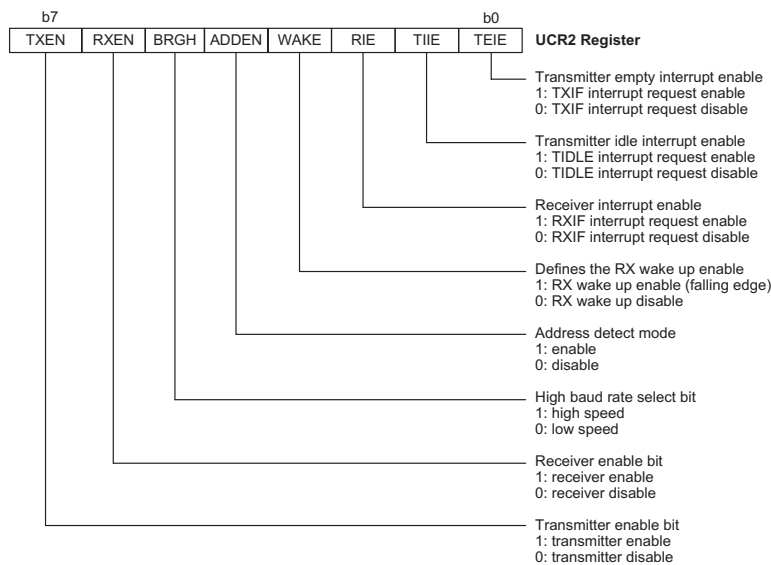 b7 b0
TXEN RXEN BRGH ADDEN WAKE RIE TIIE TEIE UCR2 Register
Transmitter empty interrupt enable
1: TXIF interrupt request enable
0: TXIF interrupt request disable
Transmitter idle interrupt enable
1: TIDLE interrupt request enable
0: TIDLE interrupt request disable
Receiver interrupt enable
1: RXIF interrupt request enable
0: RXIF interrupt request disable
Defines the RX wake up enable
1: RX wake up enable (falling edge)
0: RX wake up disable
Address detect mode
1: enable
0: disable
High baud rate select bit
1: high speed
0: low speed
Receiver enable bit
1: receiver enable
0: receiver disable
Transmitter enable bit
1: transmitter enable
0: transmitter disable